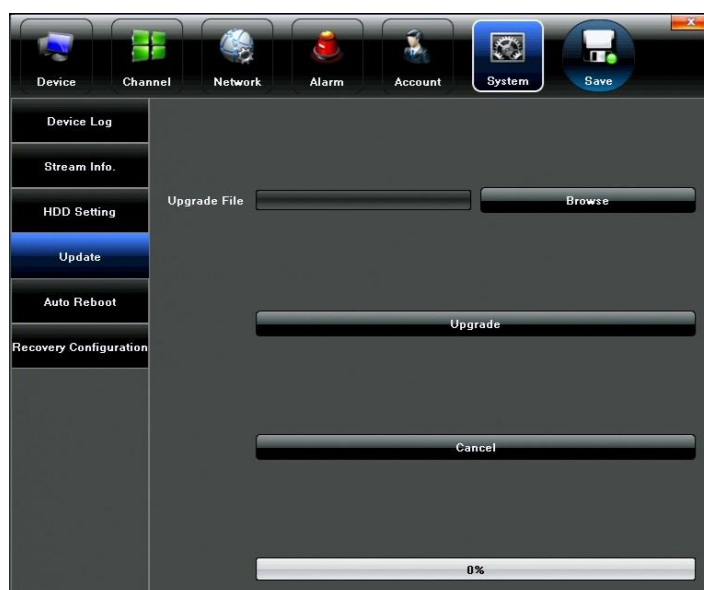 Device Channel Network Alarm Account System Save
Device Log
Stream Info.
HDD Setting
Update
Auto Reboot
Recovery Configuration
Upgrade File Browse
Upgrade
Cancel
0%